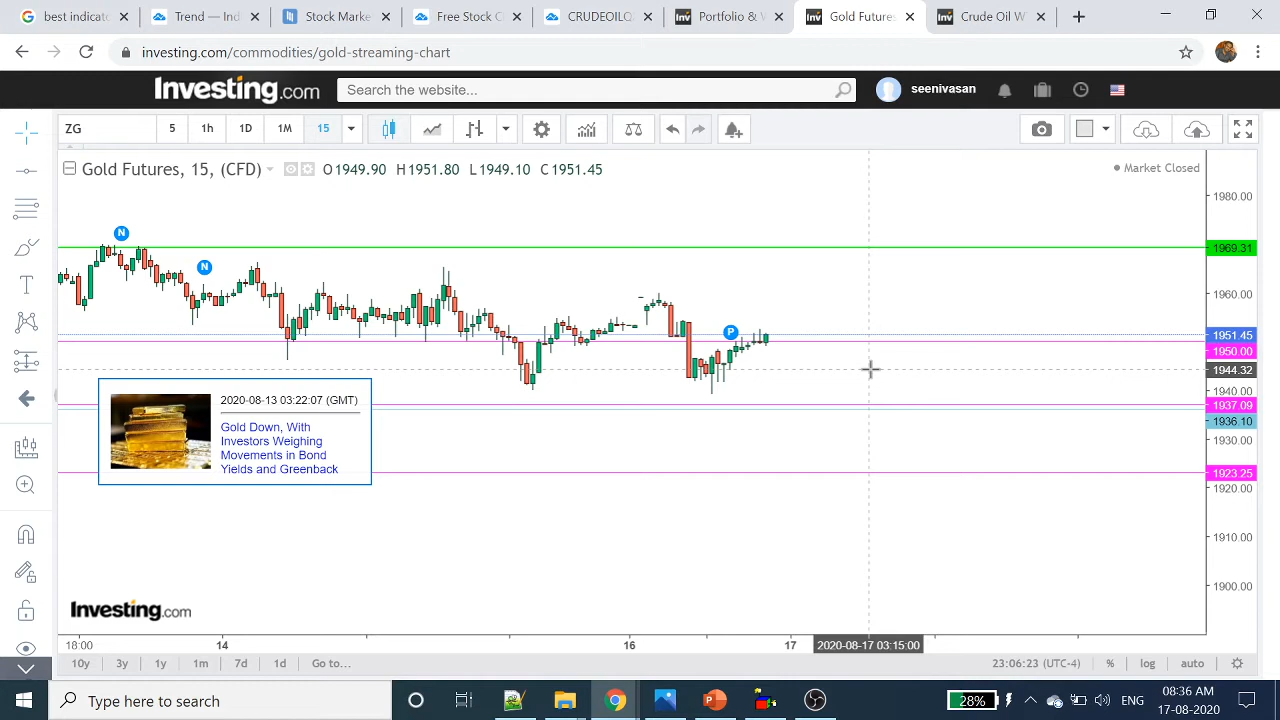 best indica
Trend — Ind
Stock Marke
Free Stock C
CRUDEOILQ
Portfolio & V
Gold Future
Crude Oil W
investing.com/commodities/gold-streaming-chart
Investing.com
Search the website...
seenivasan
ZG
5
1h
1D
1M
15
Gold Futures, 15, (CFD)
O1949.90 H1951.80 L1949.10 C1951.45
Market Closed
N
N
P
1980.00
1969.31
1960.00
1951.45
1950.00
1944.32
1940.00
1937.09
1936.10
1930.00
1923.25
1920.00
1910.00
1900.00
2020-08-13 03:22:07 (GMT)
Gold Down, With
Investors Weighing
Movements in Bond
Yields and Greenback
Investing.com
18:00
14
16
17
2020-08-17 03:15:00
10y
3y
1y
1m
7d
1d
Go to...
23:06:23 (UTC-4)
%
log
auto
Type here to search
28%
ENG
08:36 AM
17-08-2020